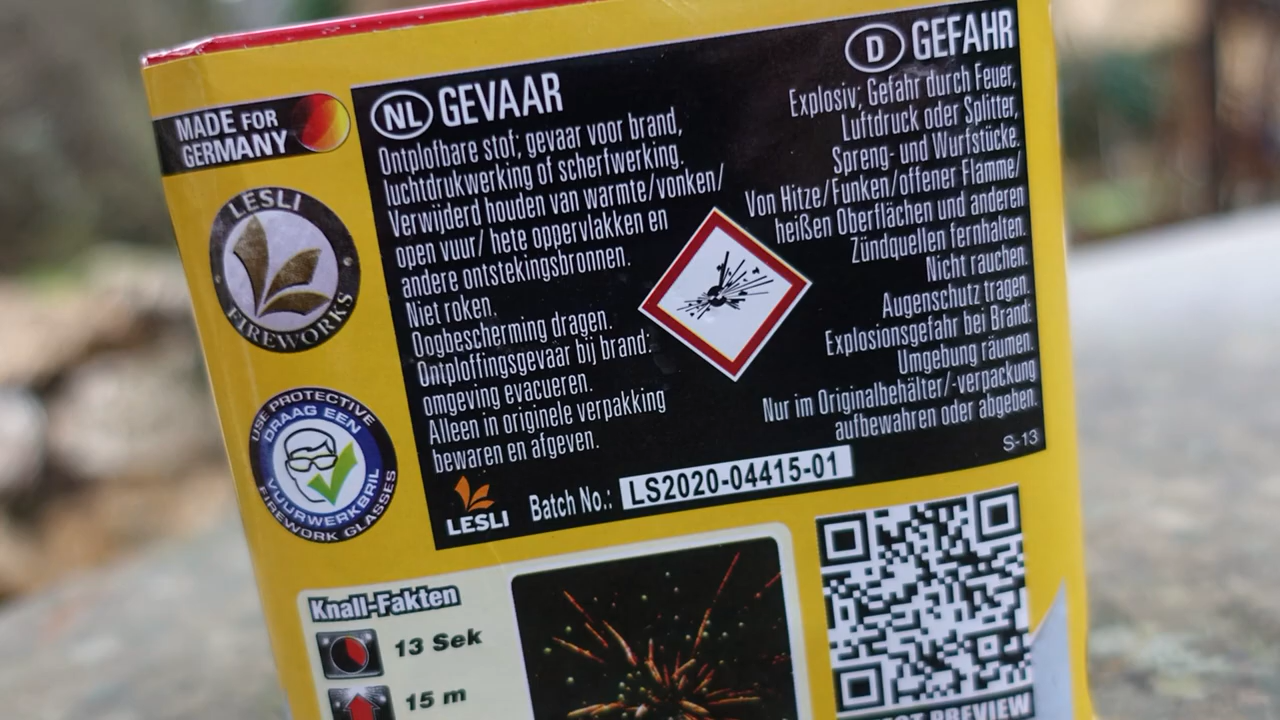 MADE FOR
GERMANY
LESLI
FIREWORKS
USE PROTECTIVE
DRAAG EEN
VUURWERKBRIL
FIREWORK GLASSES
NL GEVAAR
Ontplofbare stof; gevaar voor brand,
luchtdrukwerking of scherfwerking.
Verwijderd houden van warmte/vonken/
open vuur/ hete oppervlakken en
andere ontstekingsbronnen.
Niet roken.
Oogbescherming dragen.
Ontploffingsgevaar bij brand:
omgeving evacueren.
Alleen in originele verpakking
bewaren en afgeven.
D GEFAHR
Explosiv; Gefahr durch Feuer,
Luftdruck oder Splitter,
Spreng- und Wurfstücke.
Von Hitze/Funken/offener Flamme/
heißen Oberflächen und anderen
Zündquellen fernhalten.
Nicht rauchen.
Augenschutz tragen.
Explosionsgefahr bei Brand:
Umgebung räumen.
Nur im Originalbehälter/-verpackung
aufbewahren oder abgeben.
S-13
LESLI
Batch No.: LS2020-04415-01
Knall-Fakten
13 Sek
15 m
PREVIEW